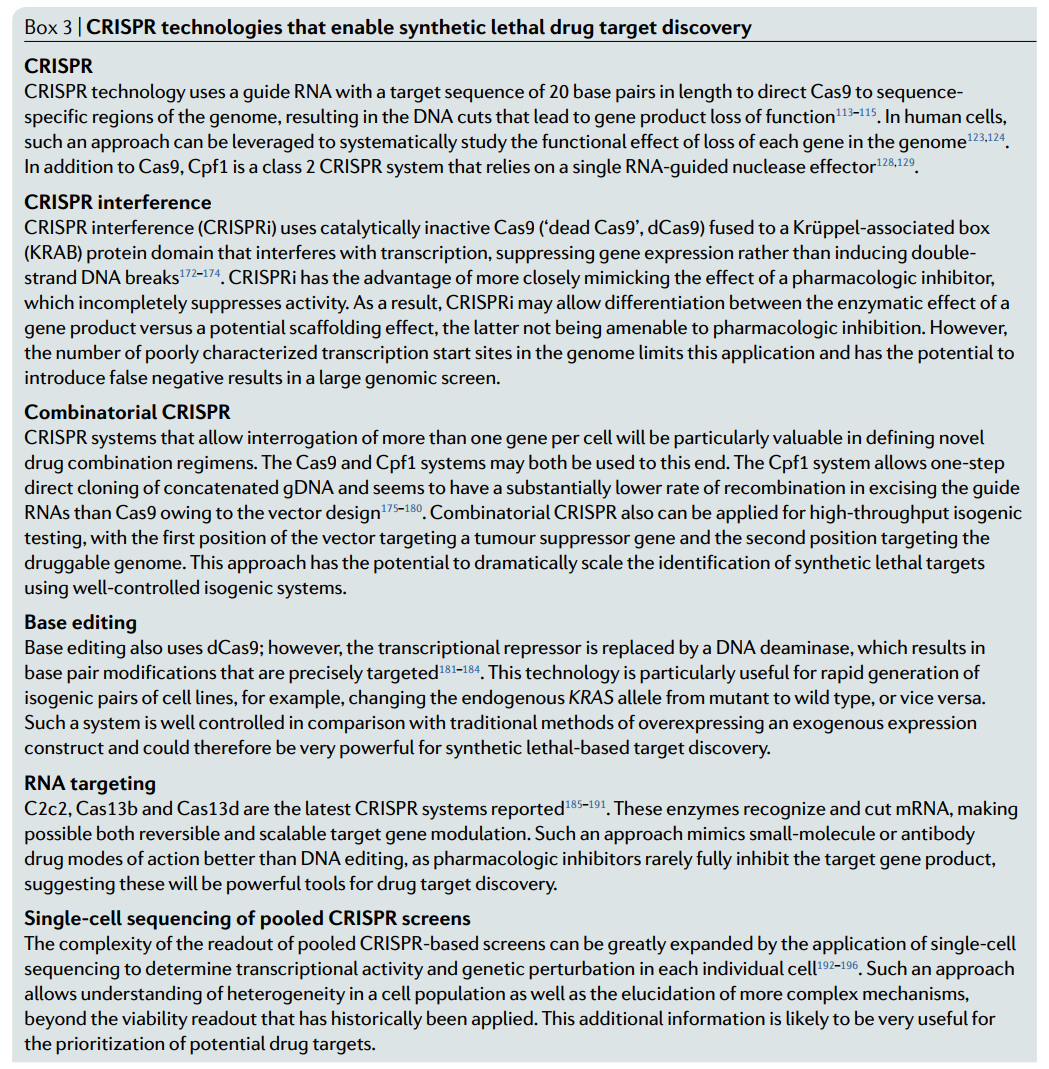 Box 3 | CRISPR technologies that enable synthetic lethal drug target discovery
CRISPR
CRISPR technology uses a guide RNA with a target sequence of 20 base pairs in length to direct Cas9 to sequence-
specific regions of the genome, resulting in the DNA cuts that lead to gene product loss of function113–115. In human cells,
such an approach can be leveraged to systematically study the functional effect of loss of each gene in the genome123,124.
In addition to Cas9, Cpf1 is a class 2 CRISPR system that relies on a single RNA-guided nuclease effector128,129.
CRISPR interference
CRISPR interference (CRISPRi) uses catalytically inactive Cas9 (‘dead Cas9’, dCas9) fused to a Krüppel-associated box
(KRAB) protein domain that interferes with transcription, suppressing gene expression rather than inducing double-
strand DNA breaks172–174. CRISPRi has the advantage of more closely mimicking the effect of a pharmacologic inhibitor,
which incompletely suppresses activity. As a result, CRISPRi may allow differentiation between the enzymatic effect of a
gene product versus a potential scaffolding effect, the latter not being amenable to pharmacologic inhibition. However,
the number of poorly characterized transcription start sites in the genome limits this application and has the potential to
introduce false negative results in a large genomic screen.
Combinatorial CRISPR
CRISPR systems that allow interrogation of more than one gene per cell will be particularly valuable in defining novel
drug combination regimens. The Cas9 and Cpf1 systems may both be used to this end. The Cpf1 system allows one-step
direct cloning of concatenated gDNA and seems to have a substantially lower rate of recombination in excising the guide
RNAs than Cas9 owing to the vector design175–180. Combinatorial CRISPR also can be applied for high-throughput isogenic
testing, with the first position of the vector targeting a tumour suppressor gene and the second position targeting the
druggable genome. This approach has the potential to dramatically scale the identification of synthetic lethal targets
using well-controlled isogenic systems.
Base editing
Base editing also uses dCas9; however, the transcriptional repressor is replaced by a DNA deaminase, which results in
base pair modifications that are precisely targeted181–184. This technology is particularly useful for rapid generation of
isogenic pairs of cell lines, for example, changing the endogenous KRAS allele from mutant to wild type, or vice versa.
Such a system is well controlled in comparison with traditional methods of overexpressing an exogenous expression
construct and could therefore be very powerful for synthetic lethal-based target discovery.
RNA targeting
C2c2, Cas13b and Cas13d are the latest CRISPR systems reported185–191. These enzymes recognize and cut mRNA, making
possible both reversible and scalable target gene modulation. Such an approach mimics small-molecule or antibody
drug modes of action better than DNA editing, as pharmacologic inhibitors rarely fully inhibit the target gene product,
suggesting these will be powerful tools for drug target discovery.
Single-cell sequencing of pooled CRISPR screens
The complexity of the readout of pooled CRISPR-based screens can be greatly expanded by the application of single-cell
sequencing to determine transcriptional activity and genetic perturbation in each individual cell192–196. Such an approach
allows understanding of heterogeneity in a cell population as well as the elucidation of more complex mechanisms,
beyond the viability readout that has historically been applied. This additional information is likely to be very useful for
the prioritization of potential drug targets.